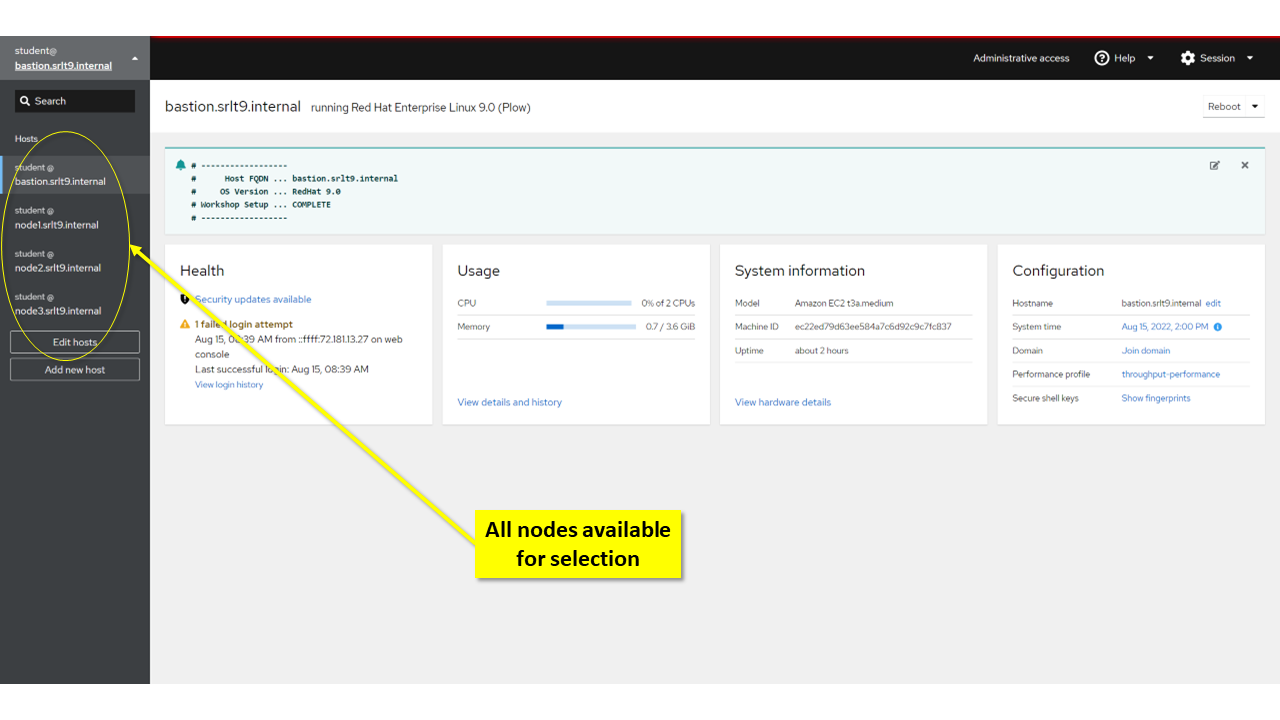 student@
bastion.srlt9.internal
Administrative access
Help
Session
Search
bastion.srlt9.internal running Red Hat Enterprise Linux 9.0 (Plow)
Reboot
Hosts
student @
bastion.srlt9.internal
student @
node1.srlt9.internal
student @
node2.srlt9.internal
student @
node3.srlt9.internal
Edit hosts
Add new host
# ------------------
# Host FQDN ... bastion.srlt9.internal
# OS Version ... RedHat 9.0
# Workshop Setup ... COMPLETE
# ------------------
Health
Security updates available
1 failed login attempt
Aug 15, 08:39 AM from ::ffff:72.181.13.27 on web
console
Last successful login: Aug 15, 08:39 AM
View login history
Usage
CPU 0% of 2 CPUs
Memory 0.7 / 3.6 GiB
View details and history
System information
Model Amazon EC2 t3a.medium
Machine ID ec22ed79d63ee584a7c6d92c9c7fc837
Uptime about 2 hours
View hardware details
Configuration
Hostname bastion.srlt9.internal edit
System time Aug 15, 2022, 2:00 PM
Domain Join domain
Performance profile throughput-performance
Secure shell keys Show fingerprints
All nodes available
for selection